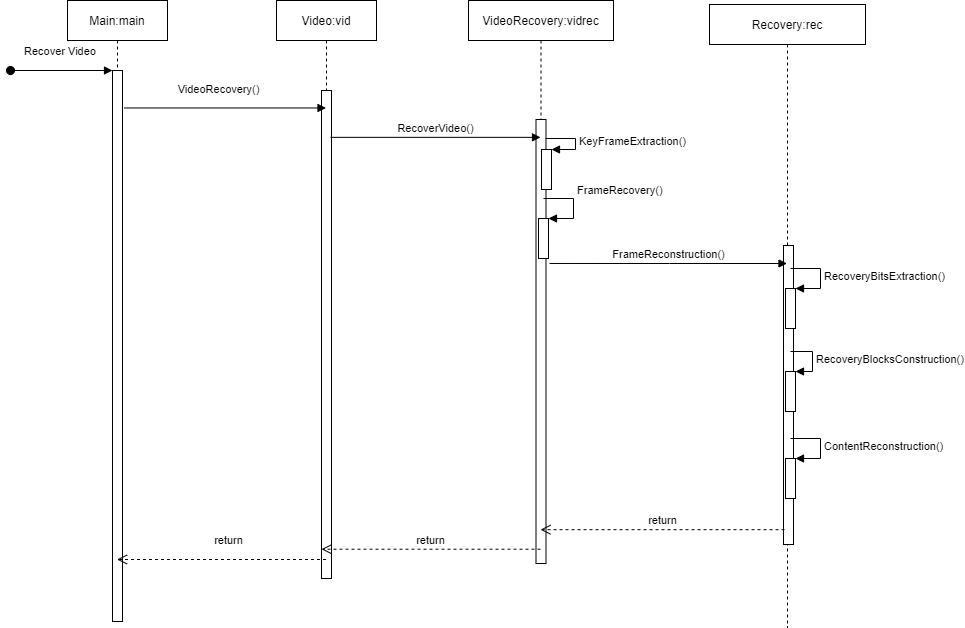 Main:main
Video:vid
VideoRecovery:vidrec
Recovery:rec
Recover Video
VideoRecovery()
RecoverVideo()
KeyFrameExtraction()
FrameRecovery()
FrameReconstruction()
RecoveryBitsExtraction()
RecoveryBlocksConstruction()
ContentReconstruction()
return
return
return